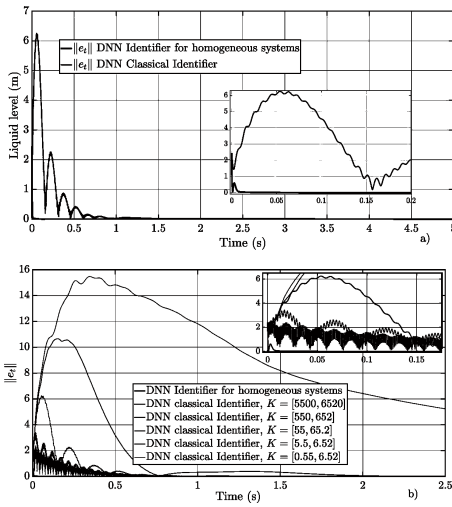 8
7
6
5
4
3
2
1
0
Liquid level (m)
‖e_t‖ DNN Identifier for homogeneous systems
‖e_t‖ DNN Classical Identifier
6
5
4
3
2
1
0
0 0.05 0.1 0.15 0.2
0 0.5 1 1.5 2 2.5 3 3.5 4 4.5 5
Time (s)
a)
16
14
12
10
8
6
4
2
0
‖e_t‖
6
4
2
0
0 0.05 0.1 0.15
DNN Identifier for homogeneous systems
DNN classical Identifier, K = [5500, 6520]
DNN classical Identifier, K = [550, 652]
DNN classical Identifier, K = [55, 65.2]
DNN classical Identifier, K = [5.5, 6.52]
DNN classical Identifier, K = [0.55, 6.52]
0 0.5 1 1.5 2 2.5
Time (s)
b)